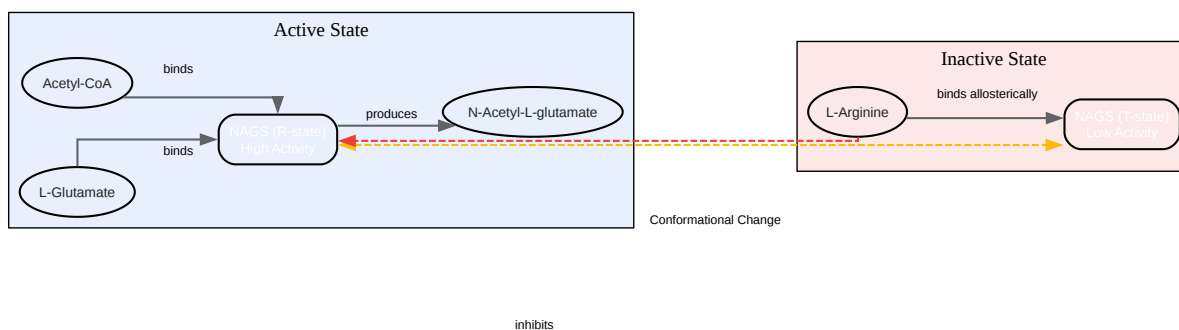 Active State
Acetyl-CoA
binds
NAGS (R-state)
High Activity
produces
N-Acetyl-L-glutamate
binds
L-Glutamate
Inactive State
L-Arginine
binds allosterically
NAGS (T-state)
Low Activity
Conformational Change
inhibits